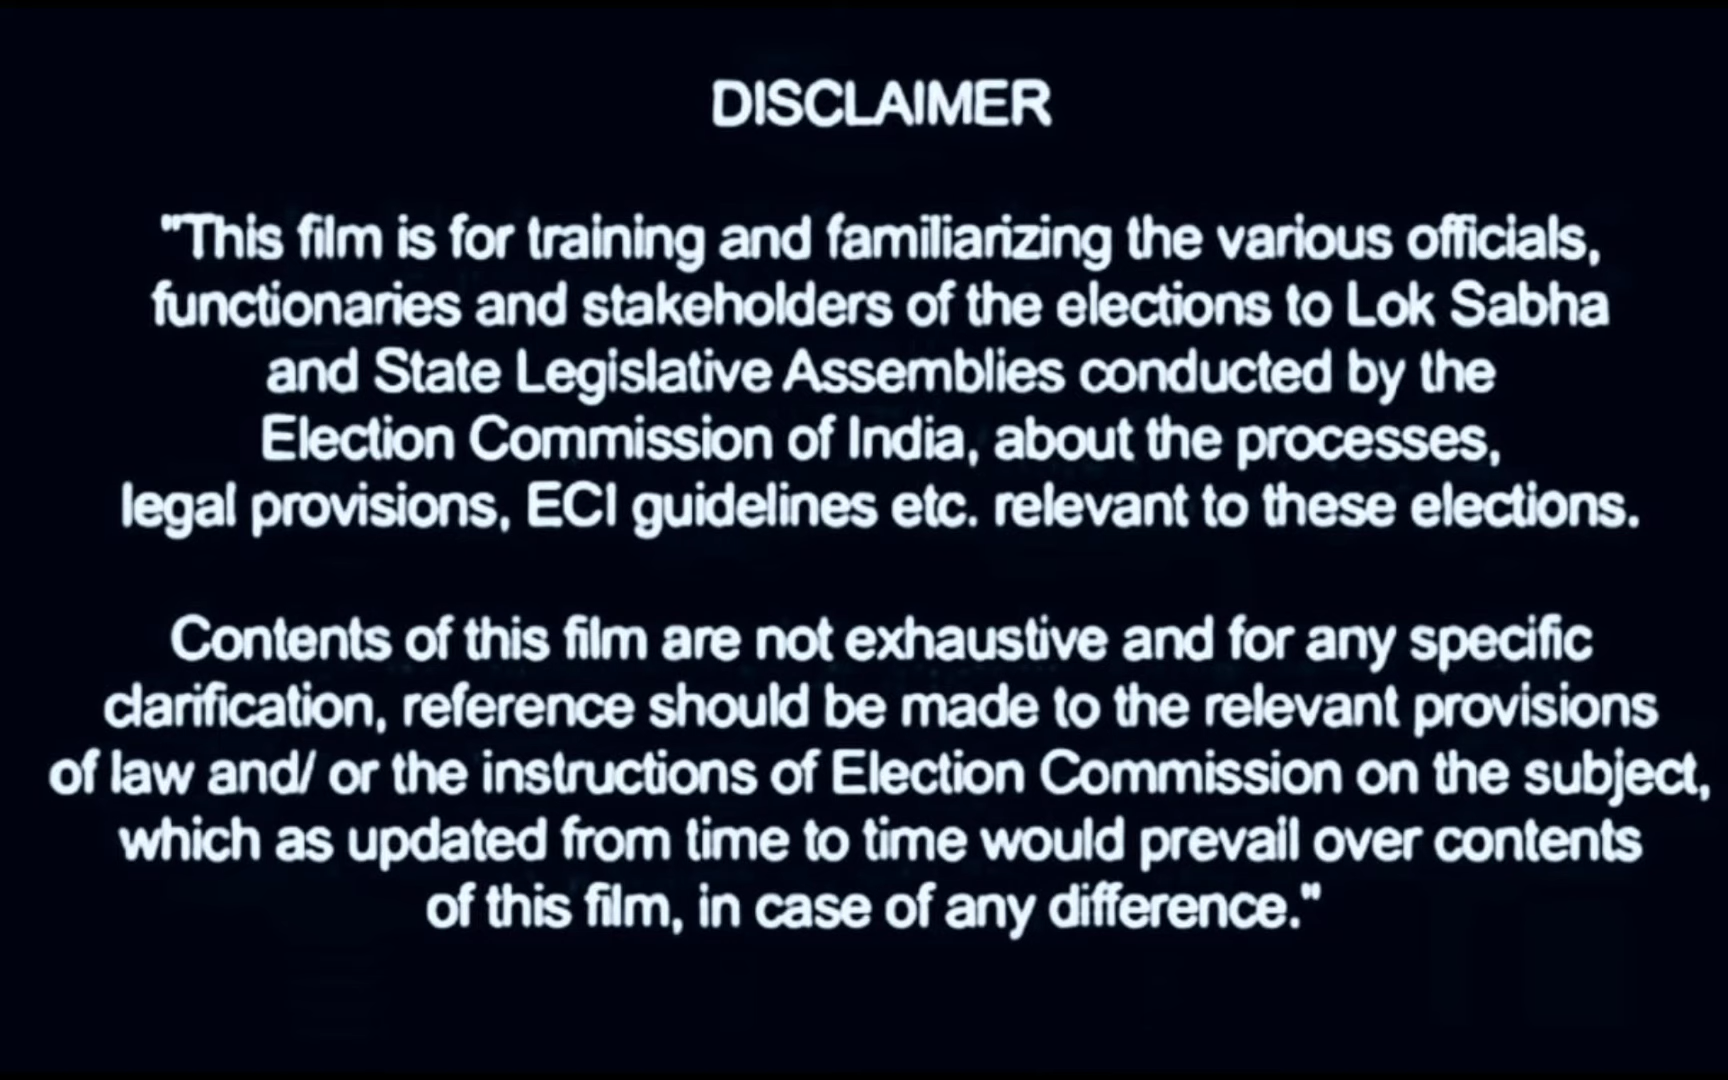 DISCLAIMER
"This film is for training and familiarizing the various officials,
functionaries and stakeholders of the elections to Lok Sabha
and State Legislative Assemblies conducted by the
Election Commission of India, about the processes,
legal provisions, ECI guidelines etc. relevant to these elections.
Contents of this film are not exhaustive and for any specific
clarification, reference should be made to the relevant provisions
of law and/ or the instructions of Election Commission on the subject,
which as updated from time to time would prevail over contents
of this film, in case of any difference."